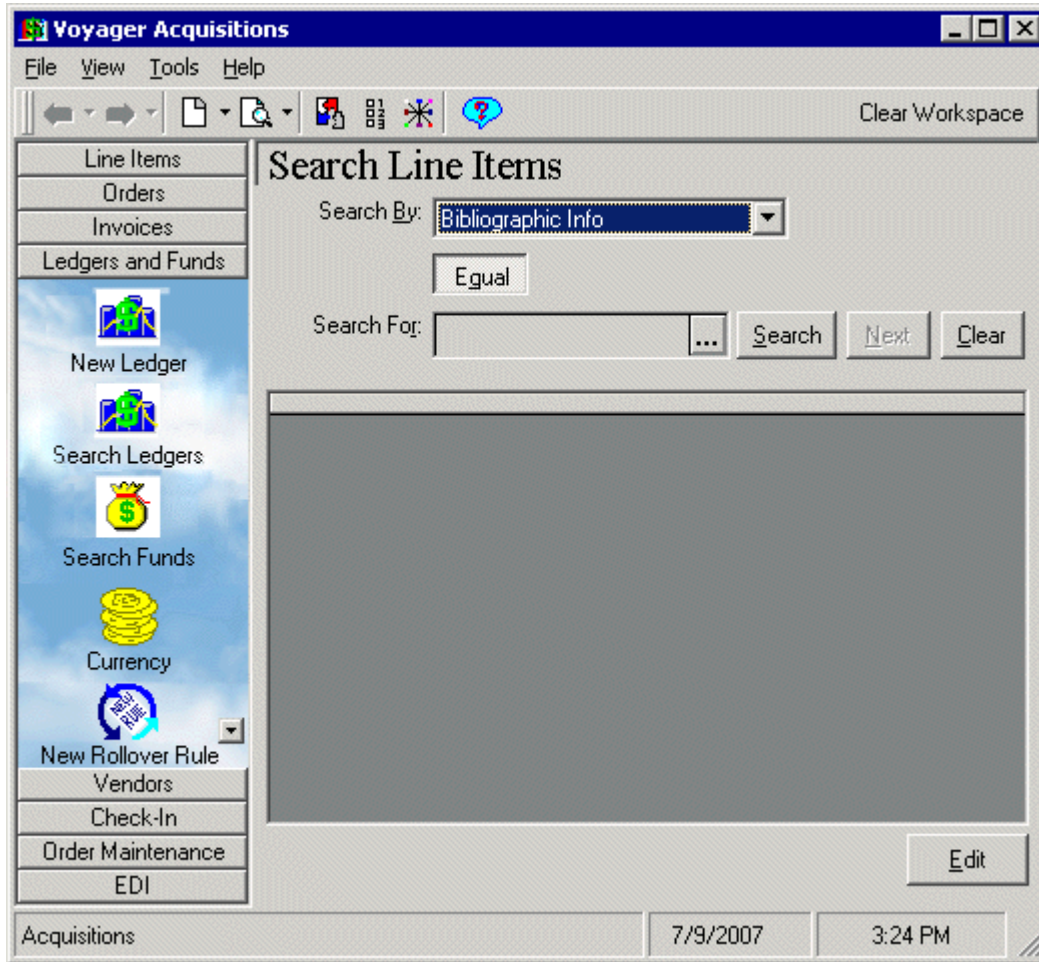 Voyager Acquisitions
File View Tools Help
Clear Workspace
Line Items
Orders
Invoices
Ledgers and Funds
New Ledger
Search Ledgers
Search Funds
Currency
NEW RULE
New Rollover Rule
Vendors
Check-In
Order Maintenance
EDI
Search Line Items
Search By: Bibliographic Info
Equal
Search For: ... Search Next Clear
Edit
Acquisitions 7/9/2007 3:24 PM